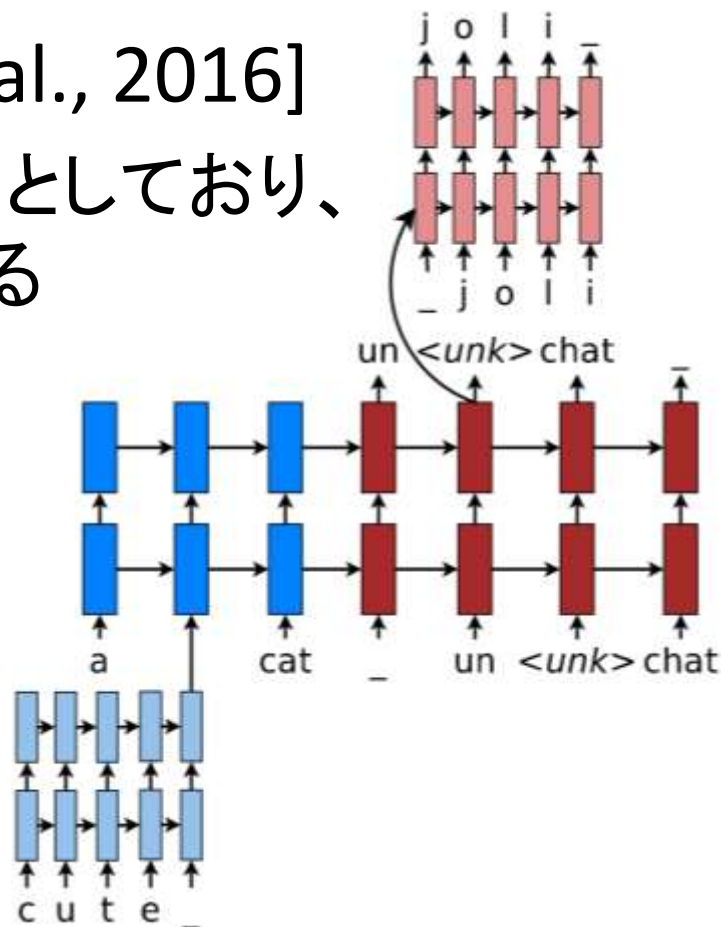 al., 2016]
としており、
る
j o l i _
_ j o l i
un <unk> chat _
a cat _ un <unk> chat
c u t e _